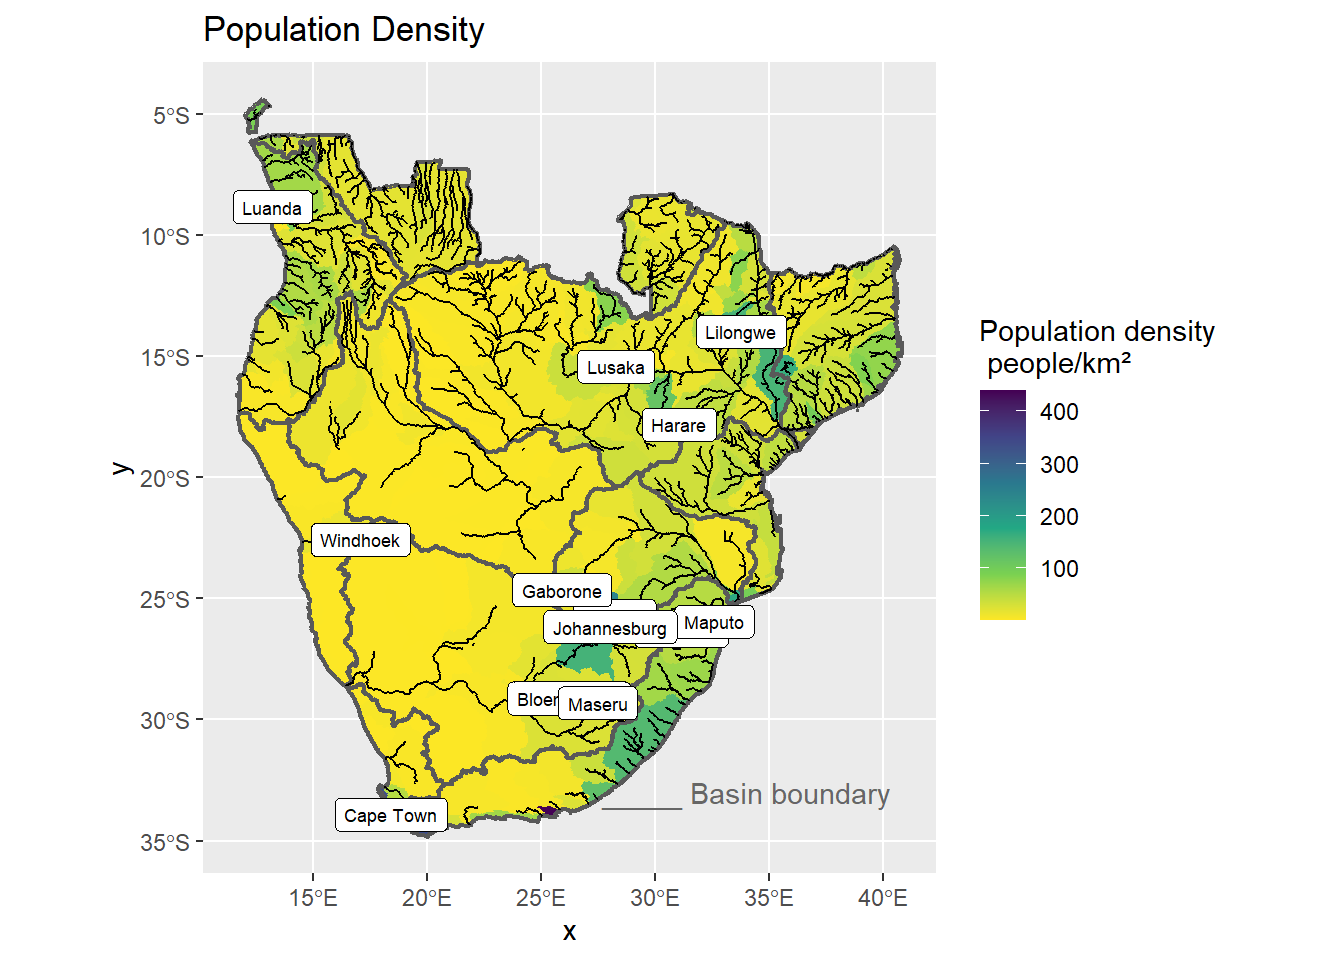 Population Density
5°S
10°S
15°S
20°S
25°S
30°S
35°S
y
Luanda
Lilongwe
Lusaka
Harare
Windhoek
Gaborone
Maputo
Johannesburg
Bloer
Maseru
Basin boundary
Cape Town
15°E
20°E
25°E
30°E
35°E
40°E
x
Population density
people/km²
400
300
200
100